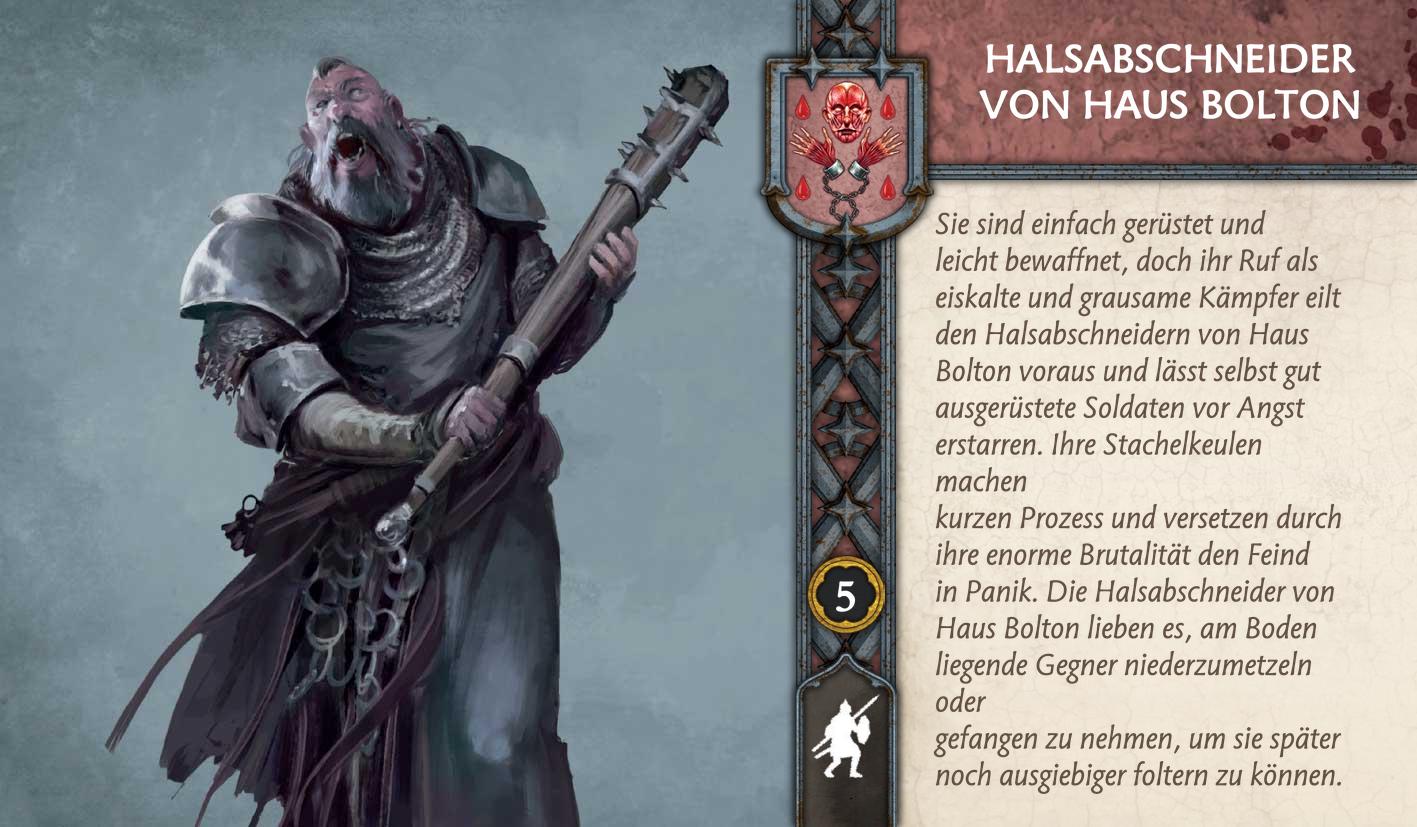 HALSABSCHNEIDER
VON HAUS BOLTON
Sie sind einfach gerüstet und
leicht bewaffnet, doch ihr Ruf als
eiskalte und grausame Kämpfer eilt
den Halsabschneidern von Haus
Bolton voraus und lässt selbst gut
ausgerüstete Soldaten vor Angst
erstarren. Ihre Stachelkeulen
machen
kurzen Prozess und versetzen durch
ihre enorme Brutalität den Feind
in Panik. Die Halsabschneider von
Haus Bolton lieben es, am Boden
liegende Gegner niederzumetzeln
oder
gefangen zu nehmen, um sie später
noch ausgiebiger foltern zu können.
5